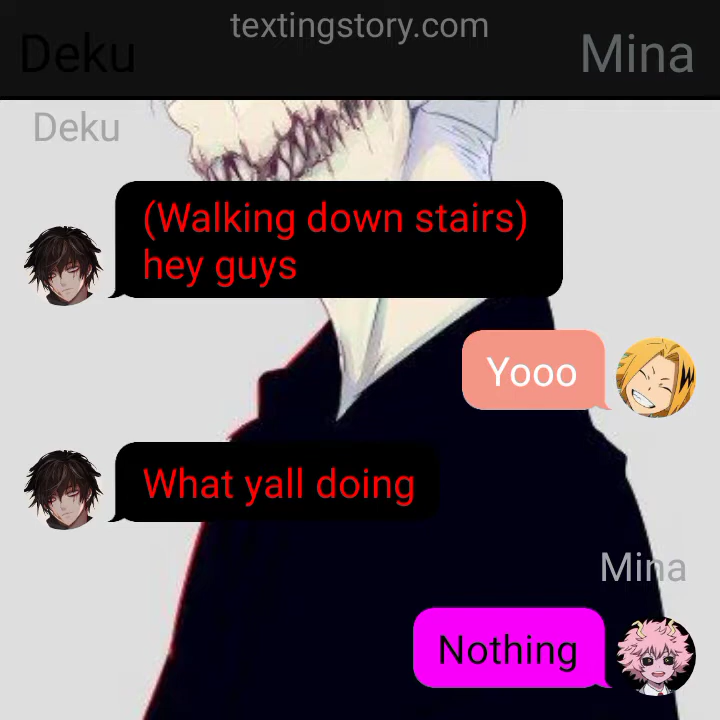 textingstory.com
Deku
Mina
Deku
(Walking down stairs)
hey guys
Yooo
What yall doing
Mina
Nothing